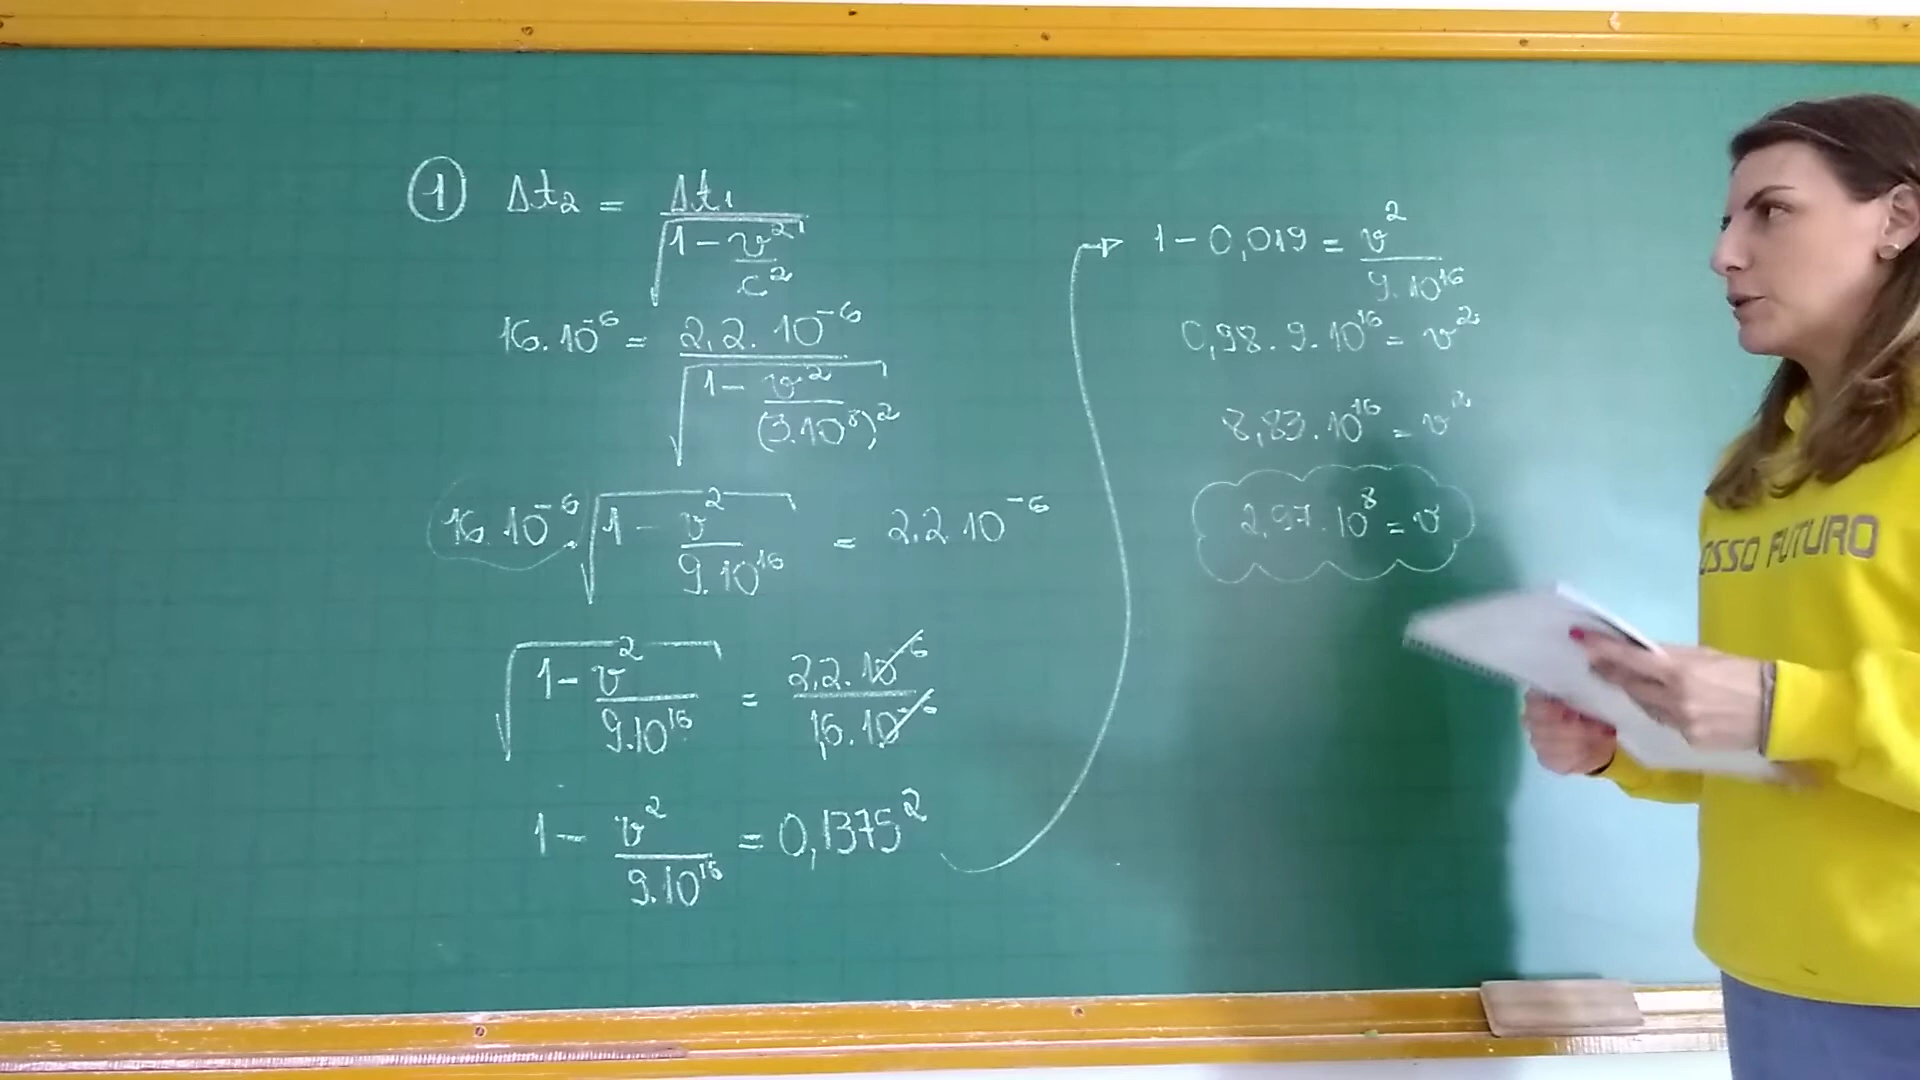 1 Δt₂ = Δt₁ / √(1 - v²/c²)
16.10⁻⁶ = 2,2.10⁻⁶ / √(1 - v²/(3.10⁸)²)
16.10⁻⁶ . √(1 - v²/9.10¹⁶) = 2,2.10⁻⁶
√(1 - v²/9.10¹⁶) = 2,2.10⁻⁶ / 16.10⁻⁶
1 - v²/9.10¹⁶ = 0,1375²
1 - 0,019 = v²/9.10¹⁶
0,98.9.10¹⁶ = v²
8,83.10¹⁶ = v²
2,97.10⁸ = v
OSSO FUTURO